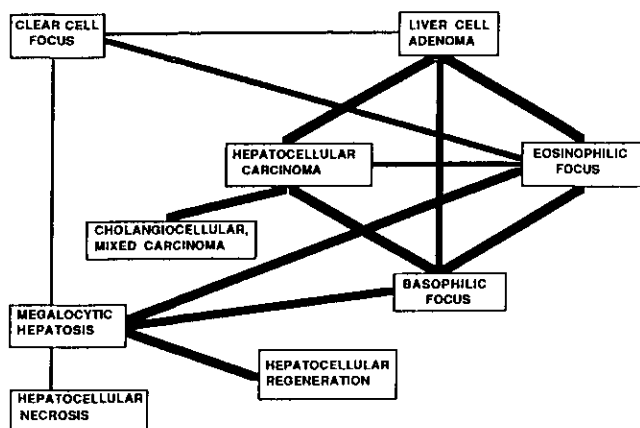 CLEAR CELL
FOCUS
LIVER CELL
ADENOMA
HEPATOCELLULAR
CARCINOMA
EOSINOPHILIC
FOCUS
CHOLANGIOCELLULAR,
MIXED CARCINOMA
BASOPHILIC
FOCUS
MEGALOCYTIC
HEPATOSIS
HEPATOCELLULAR
REGENERATION
HEPATOCELLULAR
NECROSIS